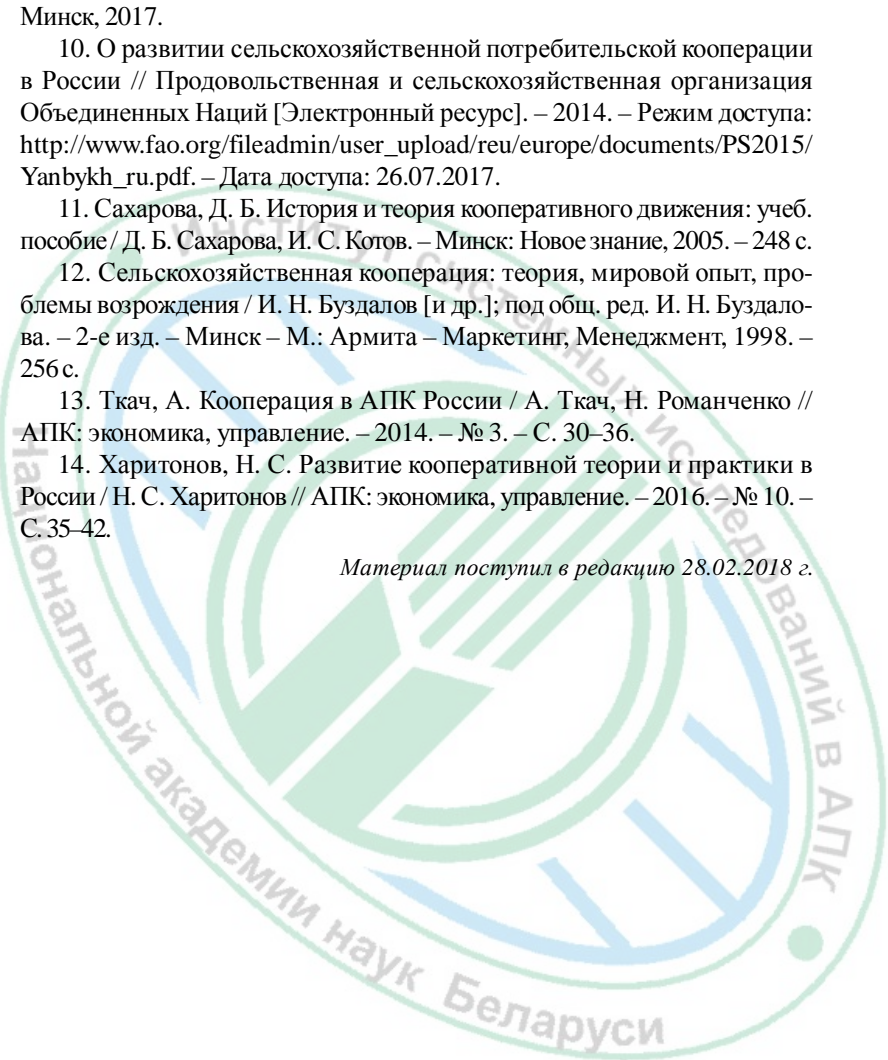 Минск, 2017.
10. О развитии сельскохозяйственной потребительской кооперации
в России // Продовольственная и сельскохозяйственная организация
Объединенных Наций [Электронный ресурс]. – 2014. – Режим доступа:
http://www.fao.org/fileadmin/user_upload/reu/europe/documents/PS2015/
Yanbykh_ru.pdf. – Дата доступа: 26.07.2017.
11. Сахарова, Д. Б. История и теория кооперативного движения: учеб.
пособие / Д. Б. Сахарова, И. С. Котов. – Минск: Новое знание, 2005. – 248 с.
12. Сельскохозяйственная кооперация: теория, мировой опыт, про-
блемы возрождения / И. Н. Буздалов [и др.]; под общ. ред. И. Н. Буздало-
ва. – 2-е изд. – Минск – М.: Армита – Маркетинг, Менеджмент, 1998. –
256 с.
13. Ткач, А. Кооперация в АПК России / А. Ткач, Н. Романченко //
АПК: экономика, управление. – 2014. – № 3. – С. 30–36.
14. Харитонов, Н. С. Развитие кооперативной теории и практики в
России / Н. С. Харитонов // АПК: экономика, управление. – 2016. – № 10. –
С. 35–42.
Материал поступил в редакцию 28.02.2018 г.
Институт системных исследований в АПК
Национальной академии наук Беларуси